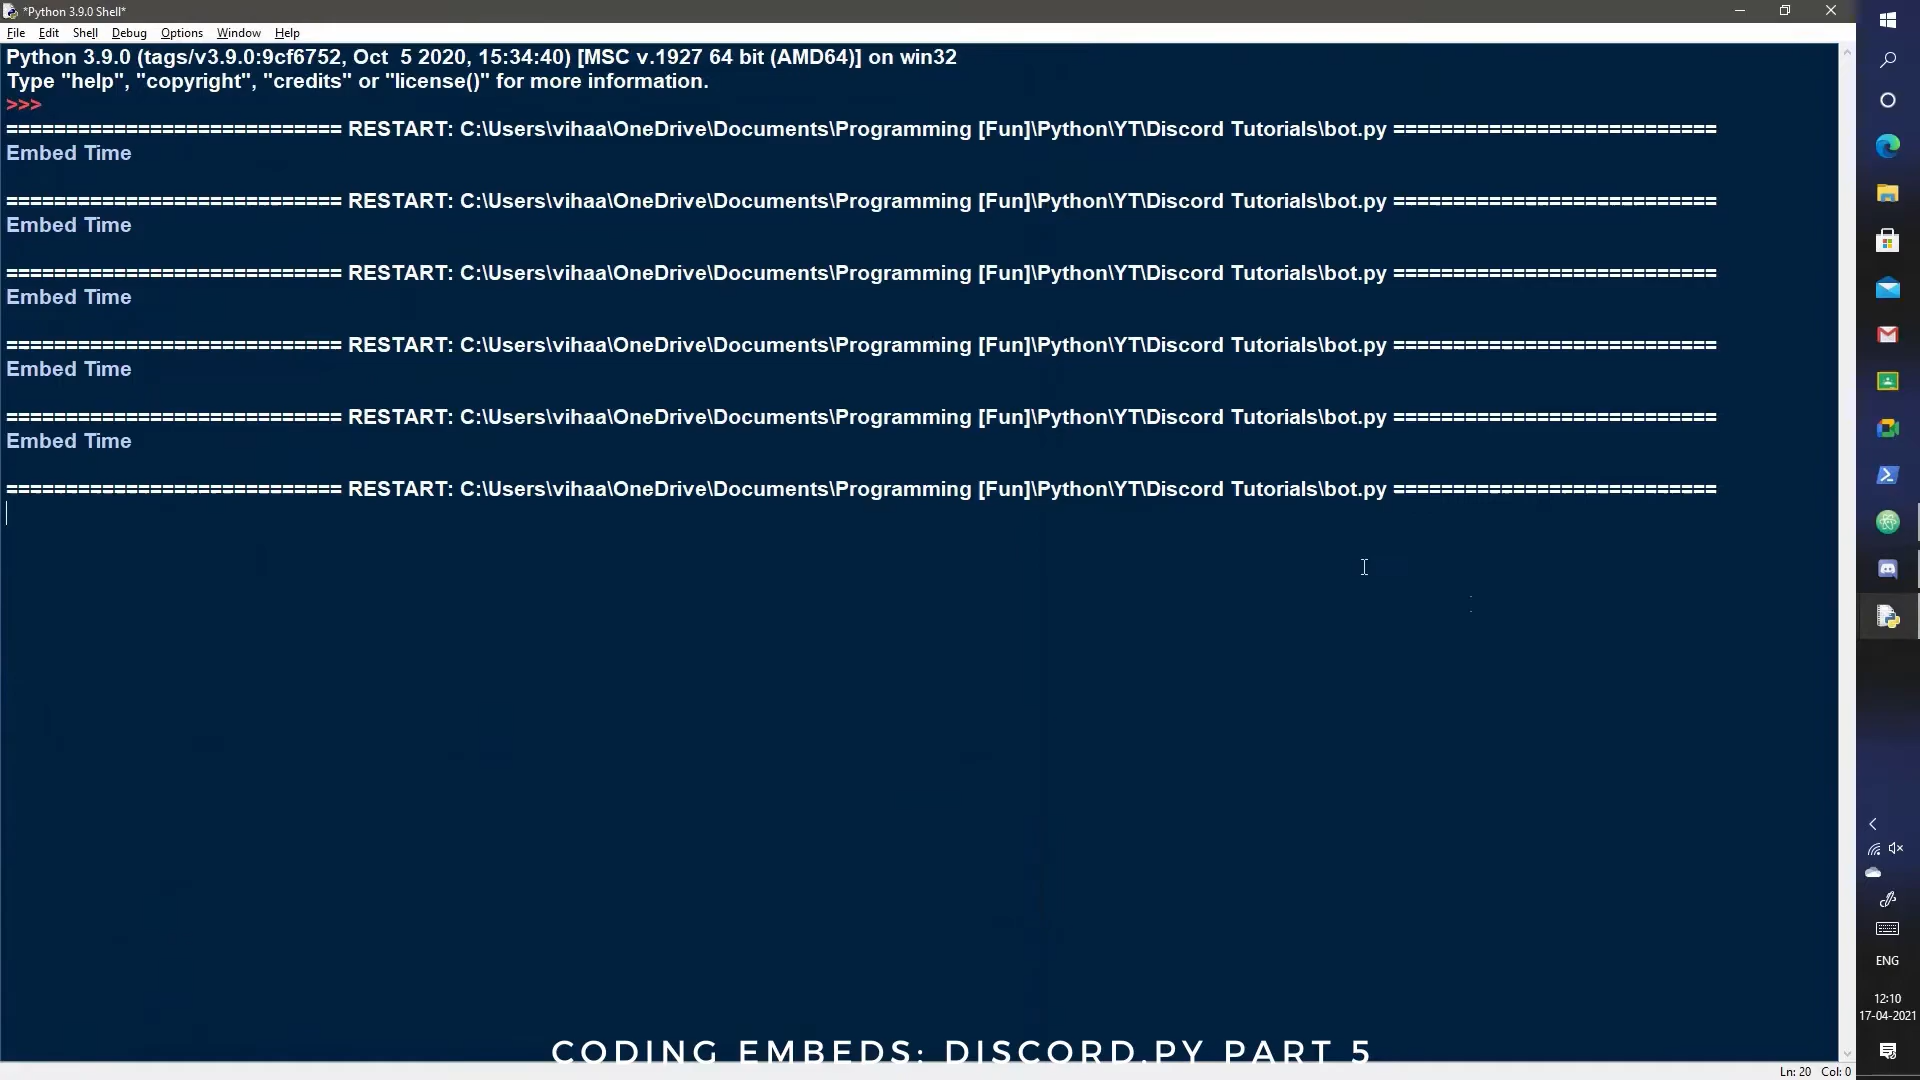 *Python 3.9.0 Shell*
File Edit Shell Debug Options Window Help
Python 3.9.0 (tags/v3.9.0:9cf6752, Oct  5 2020, 15:34:40) [MSC v.1927 64 bit (AMD64)] on win32
Type "help", "copyright", "credits" or "license()" for more information.
>>>
============================ RESTART: C:\Users\vihaa\OneDrive\Documents\Programming [Fun]\Python\YT\Discord Tutorials\bot.py ===========================
Embed Time
============================ RESTART: C:\Users\vihaa\OneDrive\Documents\Programming [Fun]\Python\YT\Discord Tutorials\bot.py ===========================
Embed Time
============================ RESTART: C:\Users\vihaa\OneDrive\Documents\Programming [Fun]\Python\YT\Discord Tutorials\bot.py ===========================
Embed Time
============================ RESTART: C:\Users\vihaa\OneDrive\Documents\Programming [Fun]\Python\YT\Discord Tutorials\bot.py ===========================
Embed Time
============================ RESTART: C:\Users\vihaa\OneDrive\Documents\Programming [Fun]\Python\YT\Discord Tutorials\bot.py ===========================
Embed Time
============================ RESTART: C:\Users\vihaa\OneDrive\Documents\Programming [Fun]\Python\YT\Discord Tutorials\bot.py ===========================
ENG
12:10
17-04-2021
CODING EMBEDS: DISCORD.PY PART 5
Ln: 20 Col: 0